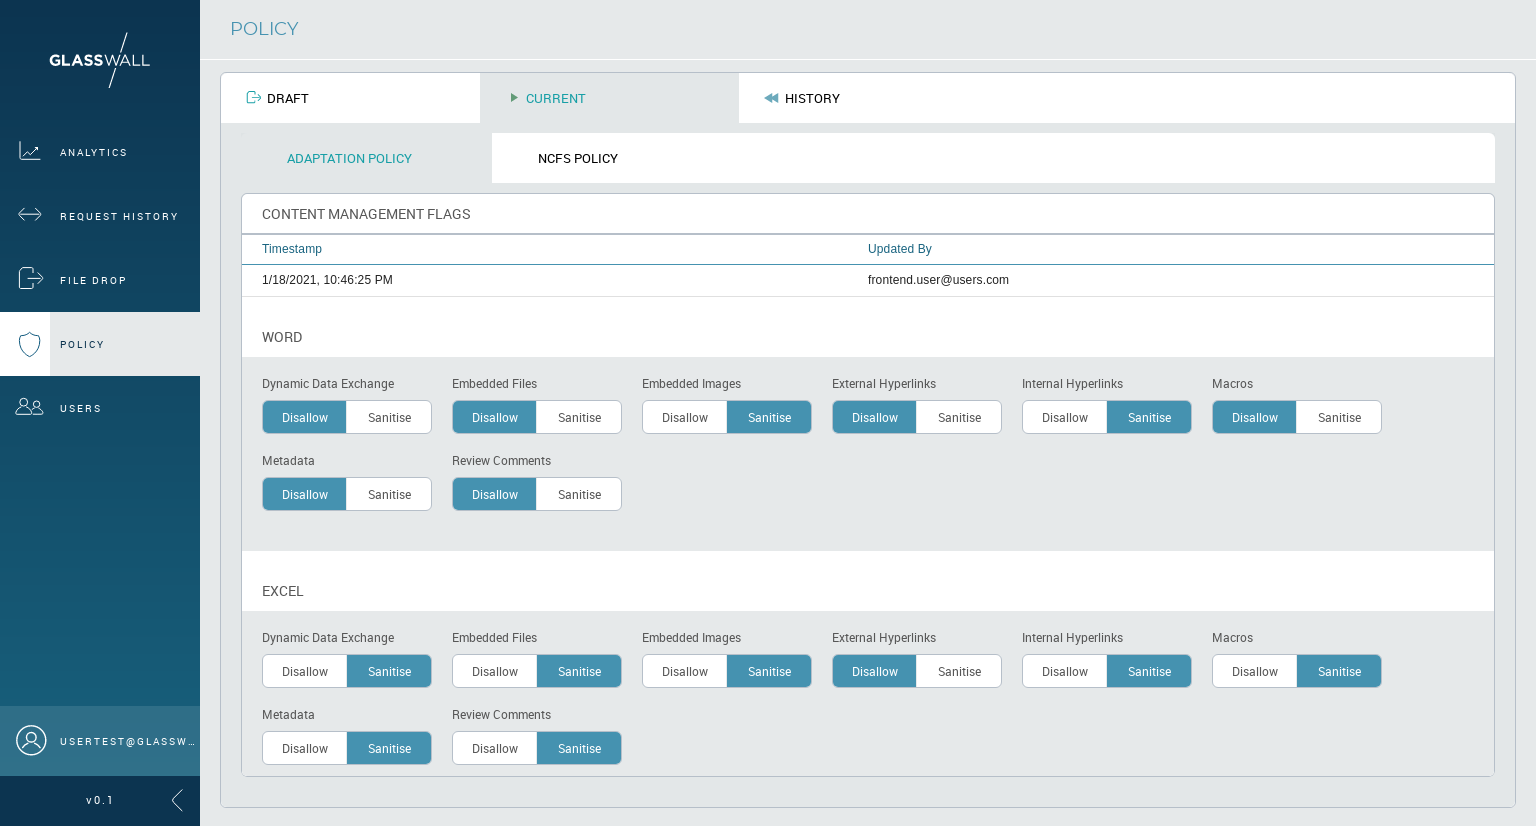 GLASSWALL
ANALYTICS
REQUEST HISTORY
FILE DROP
POLICY
USERS
USERTEST@GLASSW...
v0.1
POLICY
DRAFT CURRENT HISTORY
ADAPTATION POLICY NCFS POLICY
CONTENT MANAGEMENT FLAGS
Timestamp Updated By
1/18/2021, 10:46:25 PM frontend.user@users.com
WORD
Dynamic Data Exchange Embedded Files Embedded Images External Hyperlinks Internal Hyperlinks Macros
Disallow Sanitise Disallow Sanitise Disallow Sanitise Disallow Sanitise Disallow Sanitise Disallow Sanitise
Metadata Review Comments
Disallow Sanitise Disallow Sanitise
EXCEL
Dynamic Data Exchange Embedded Files Embedded Images External Hyperlinks Internal Hyperlinks Macros
Disallow Sanitise Disallow Sanitise Disallow Sanitise Disallow Sanitise Disallow Sanitise Disallow Sanitise
Metadata Review Comments
Disallow Sanitise Disallow Sanitise